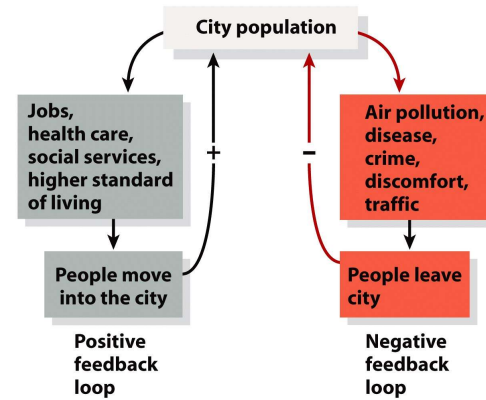 City population
Jobs,
health care,
social services,
higher standard
of living
+
–
Air pollution,
disease,
crime,
discomfort,
traffic
People move
into the city
People leave
city
Positive
feedback
loop
Negative
feedback
loop